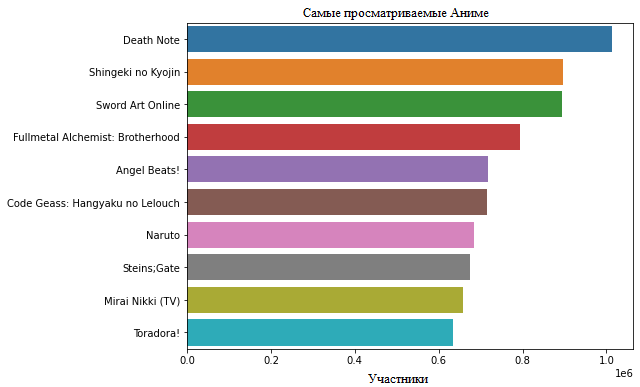 Самые просматриваемые Аниме
Death Note
Shingeki no Kyojin
Sword Art Online
Fullmetal Alchemist: Brotherhood
Angel Beats!
Code Geass: Hangyaku no Lelouch
Naruto
Steins;Gate
Mirai Nikki (TV)
Toradora!
0.0 0.2 0.4 0.6 0.8 1.0
1e6
Участники